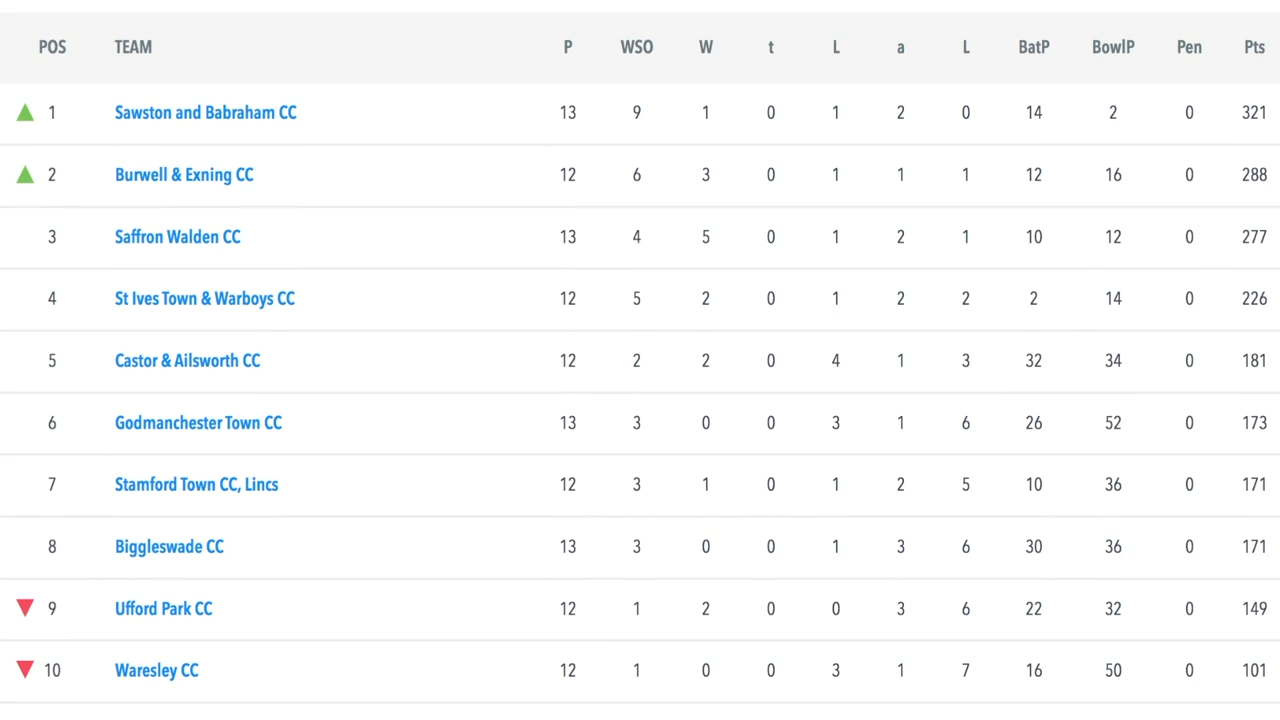 POS TEAM P WSO W t L a L BatP BowlP Pen Pts
1 Sawston and Babraham CC 13 9 1 0 1 2 0 14 2 0 321
2 Burwell & Exning CC 12 6 3 0 1 1 1 12 16 0 288
3 Saffron Walden CC 13 4 5 0 1 2 1 10 12 0 277
4 St Ives Town & Warboys CC 12 5 2 0 1 2 2 2 14 0 226
5 Castor & Ailsworth CC 12 2 2 0 4 1 3 32 34 0 181
6 Godmanchester Town CC 13 3 0 0 3 1 6 26 52 0 173
7 Stamford Town CC, Lincs 12 3 1 0 1 2 5 10 36 0 171
8 Biggleswade CC 13 3 0 0 1 3 6 30 36 0 171
9 Ufford Park CC 12 1 2 0 0 3 6 22 32 0 149
10 Waresley CC 12 1 0 0 3 1 7 16 50 0 101